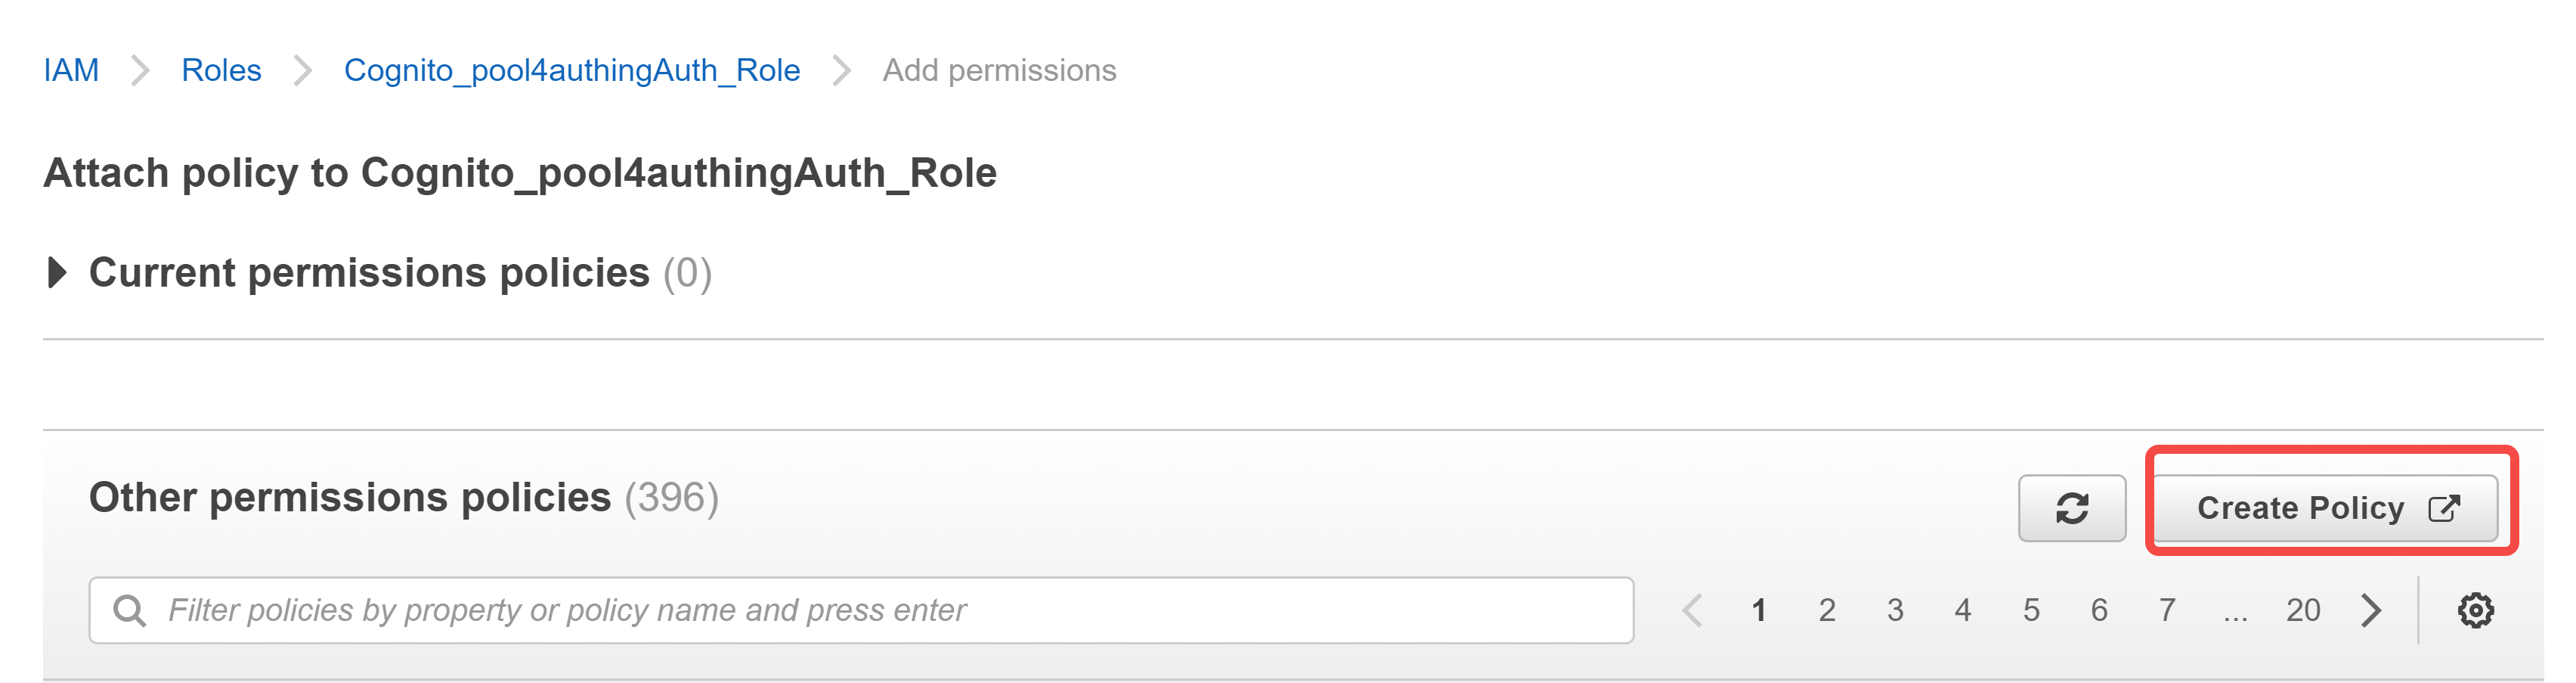 IAM Roles Cognito_pool4authingAuth_Role Add permissions
Attach policy to Cognito_pool4authingAuth_Role
Current permissions policies (0)
Other permissions policies (396)
Create Policy
Filter policies by property or policy name and press enter
1 2 3 4 5 6 7 ... 20